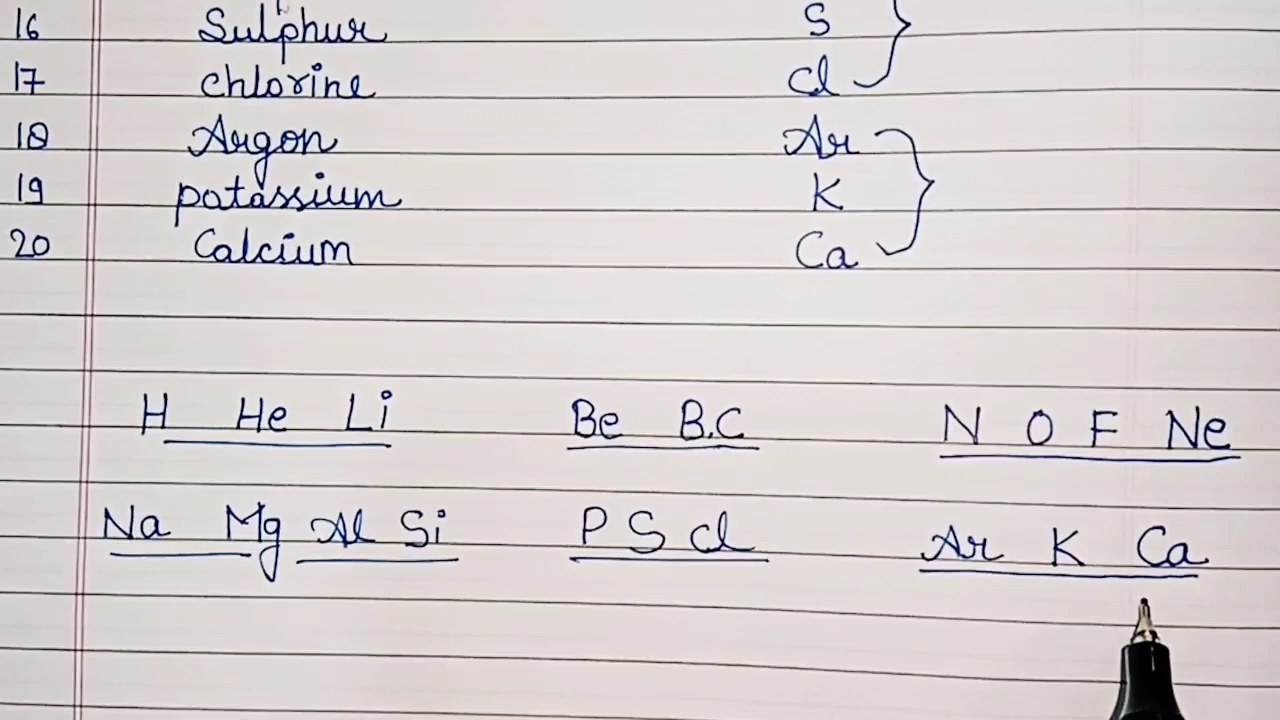 16 Sulphur S
17 chlorine Cl
18 Argon Ar
19 potassium K
20 Calcium Ca
H He Li Be B.C N O F Ne
Na Mg Al Si P S Cl Ar K Ca